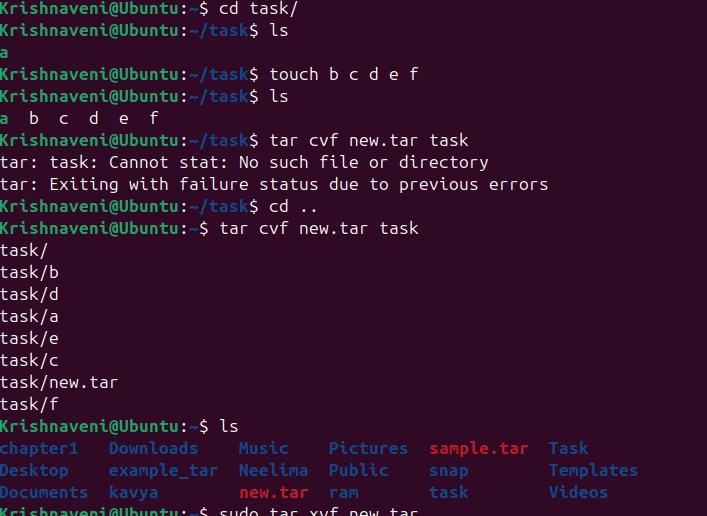 Krishnaveni@Ubuntu:~$ cd task/
Krishnaveni@Ubuntu:~/task$ ls
a
Krishnaveni@Ubuntu:~/task$ touch b c d e f
Krishnaveni@Ubuntu:~/task$ ls
a b c d e f
Krishnaveni@Ubuntu:~/task$ tar cvf new.tar task
tar: task: Cannot stat: No such file or directory
tar: Exiting with failure status due to previous errors
Krishnaveni@Ubuntu:~/task$ cd ..
Krishnaveni@Ubuntu:~$ tar cvf new.tar task
task/
task/b
task/d
task/a
task/e
task/c
task/new.tar
task/f
Krishnaveni@Ubuntu:~$ ls
chapter1 Downloads Music Pictures sample.tar Task
Desktop example_tar Neelima Public snap Templates
Documents kavya new.tar ram task Videos
Krishnaveni@Ubuntu:~$ sudo tar xvf new.tar